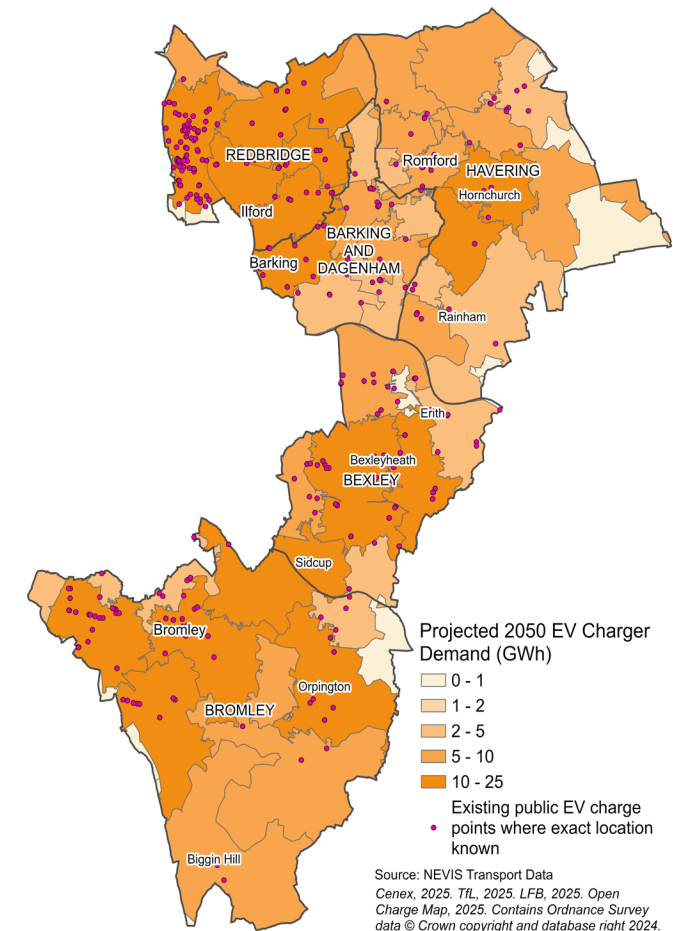 REDBRIDGE
Romford
HAVERING
Hornchurch
Ilford
BARKING
AND
DAGENHAM
Barking
Rainham
Erith
Bexleyheath
BEXLEY
Sidcup
Bromley
Orpington
BROMLEY
Biggin Hill
Projected 2050 EV Charger
Demand (GWh)
0 - 1
1 - 2
2 - 5
5 - 10
10 - 25
Existing public EV charge
points where exact location
known
Source: NEVIS Transport Data
Cenex, 2025. TfL, 2025. LFB, 2025. Open
Charge Map, 2025. Contains Ordnance Survey
data © Crown copyright and database right 2024.